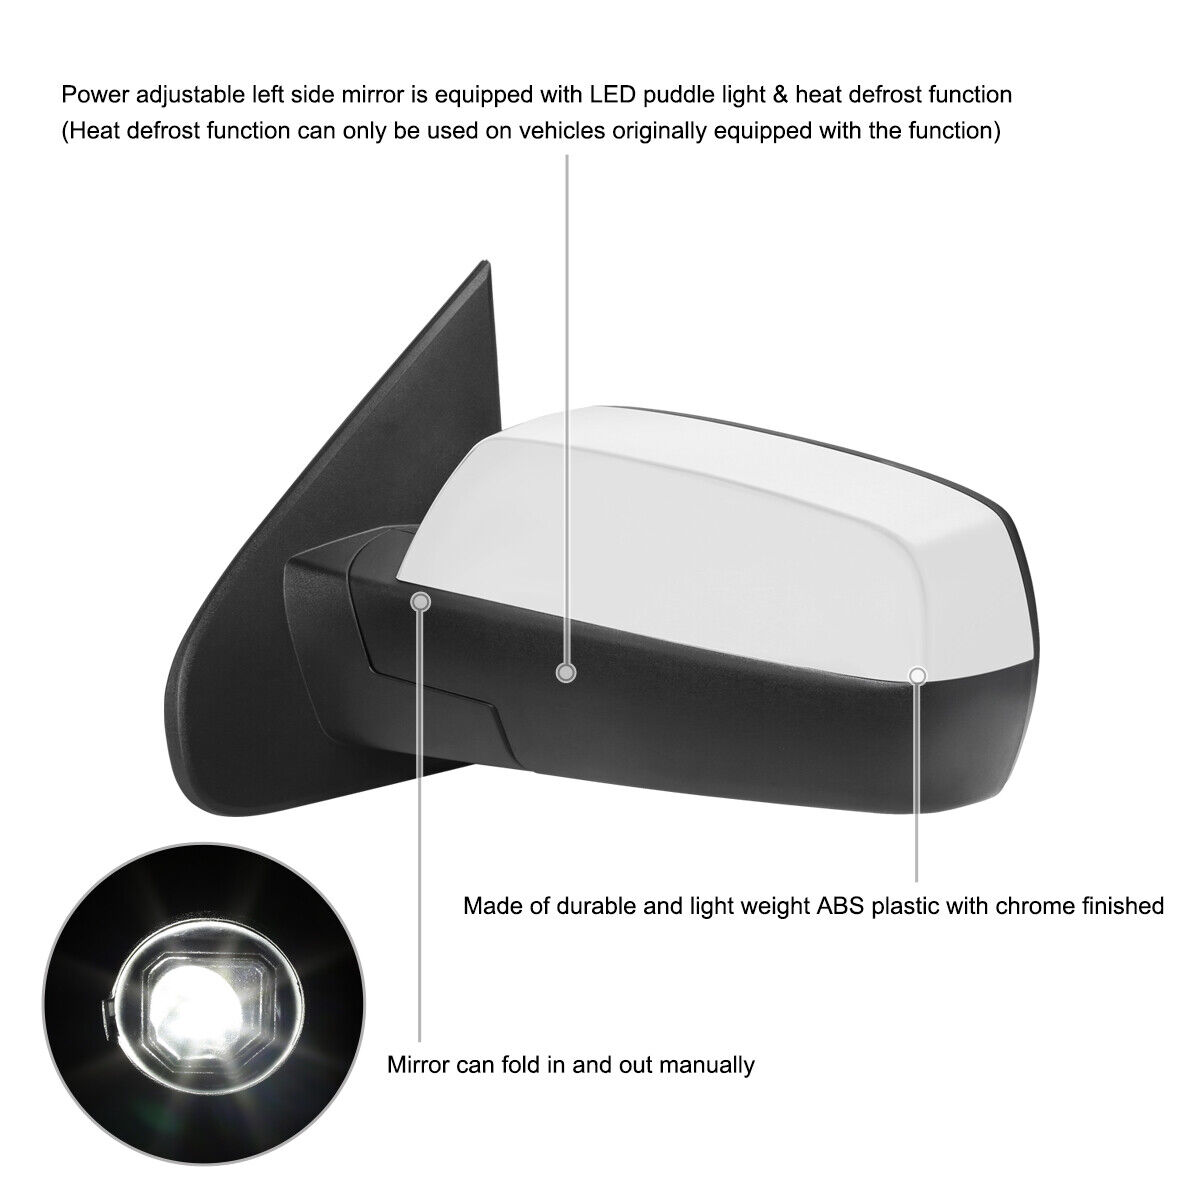 Power adjustable left side mirror is equipped with LED puddle light & heat defrost function
(Heat defrost function can only be used on vehicles originally equipped with the function)
Made of durable and light weight ABS plastic with chrome finished
Mirror can fold in and out manually